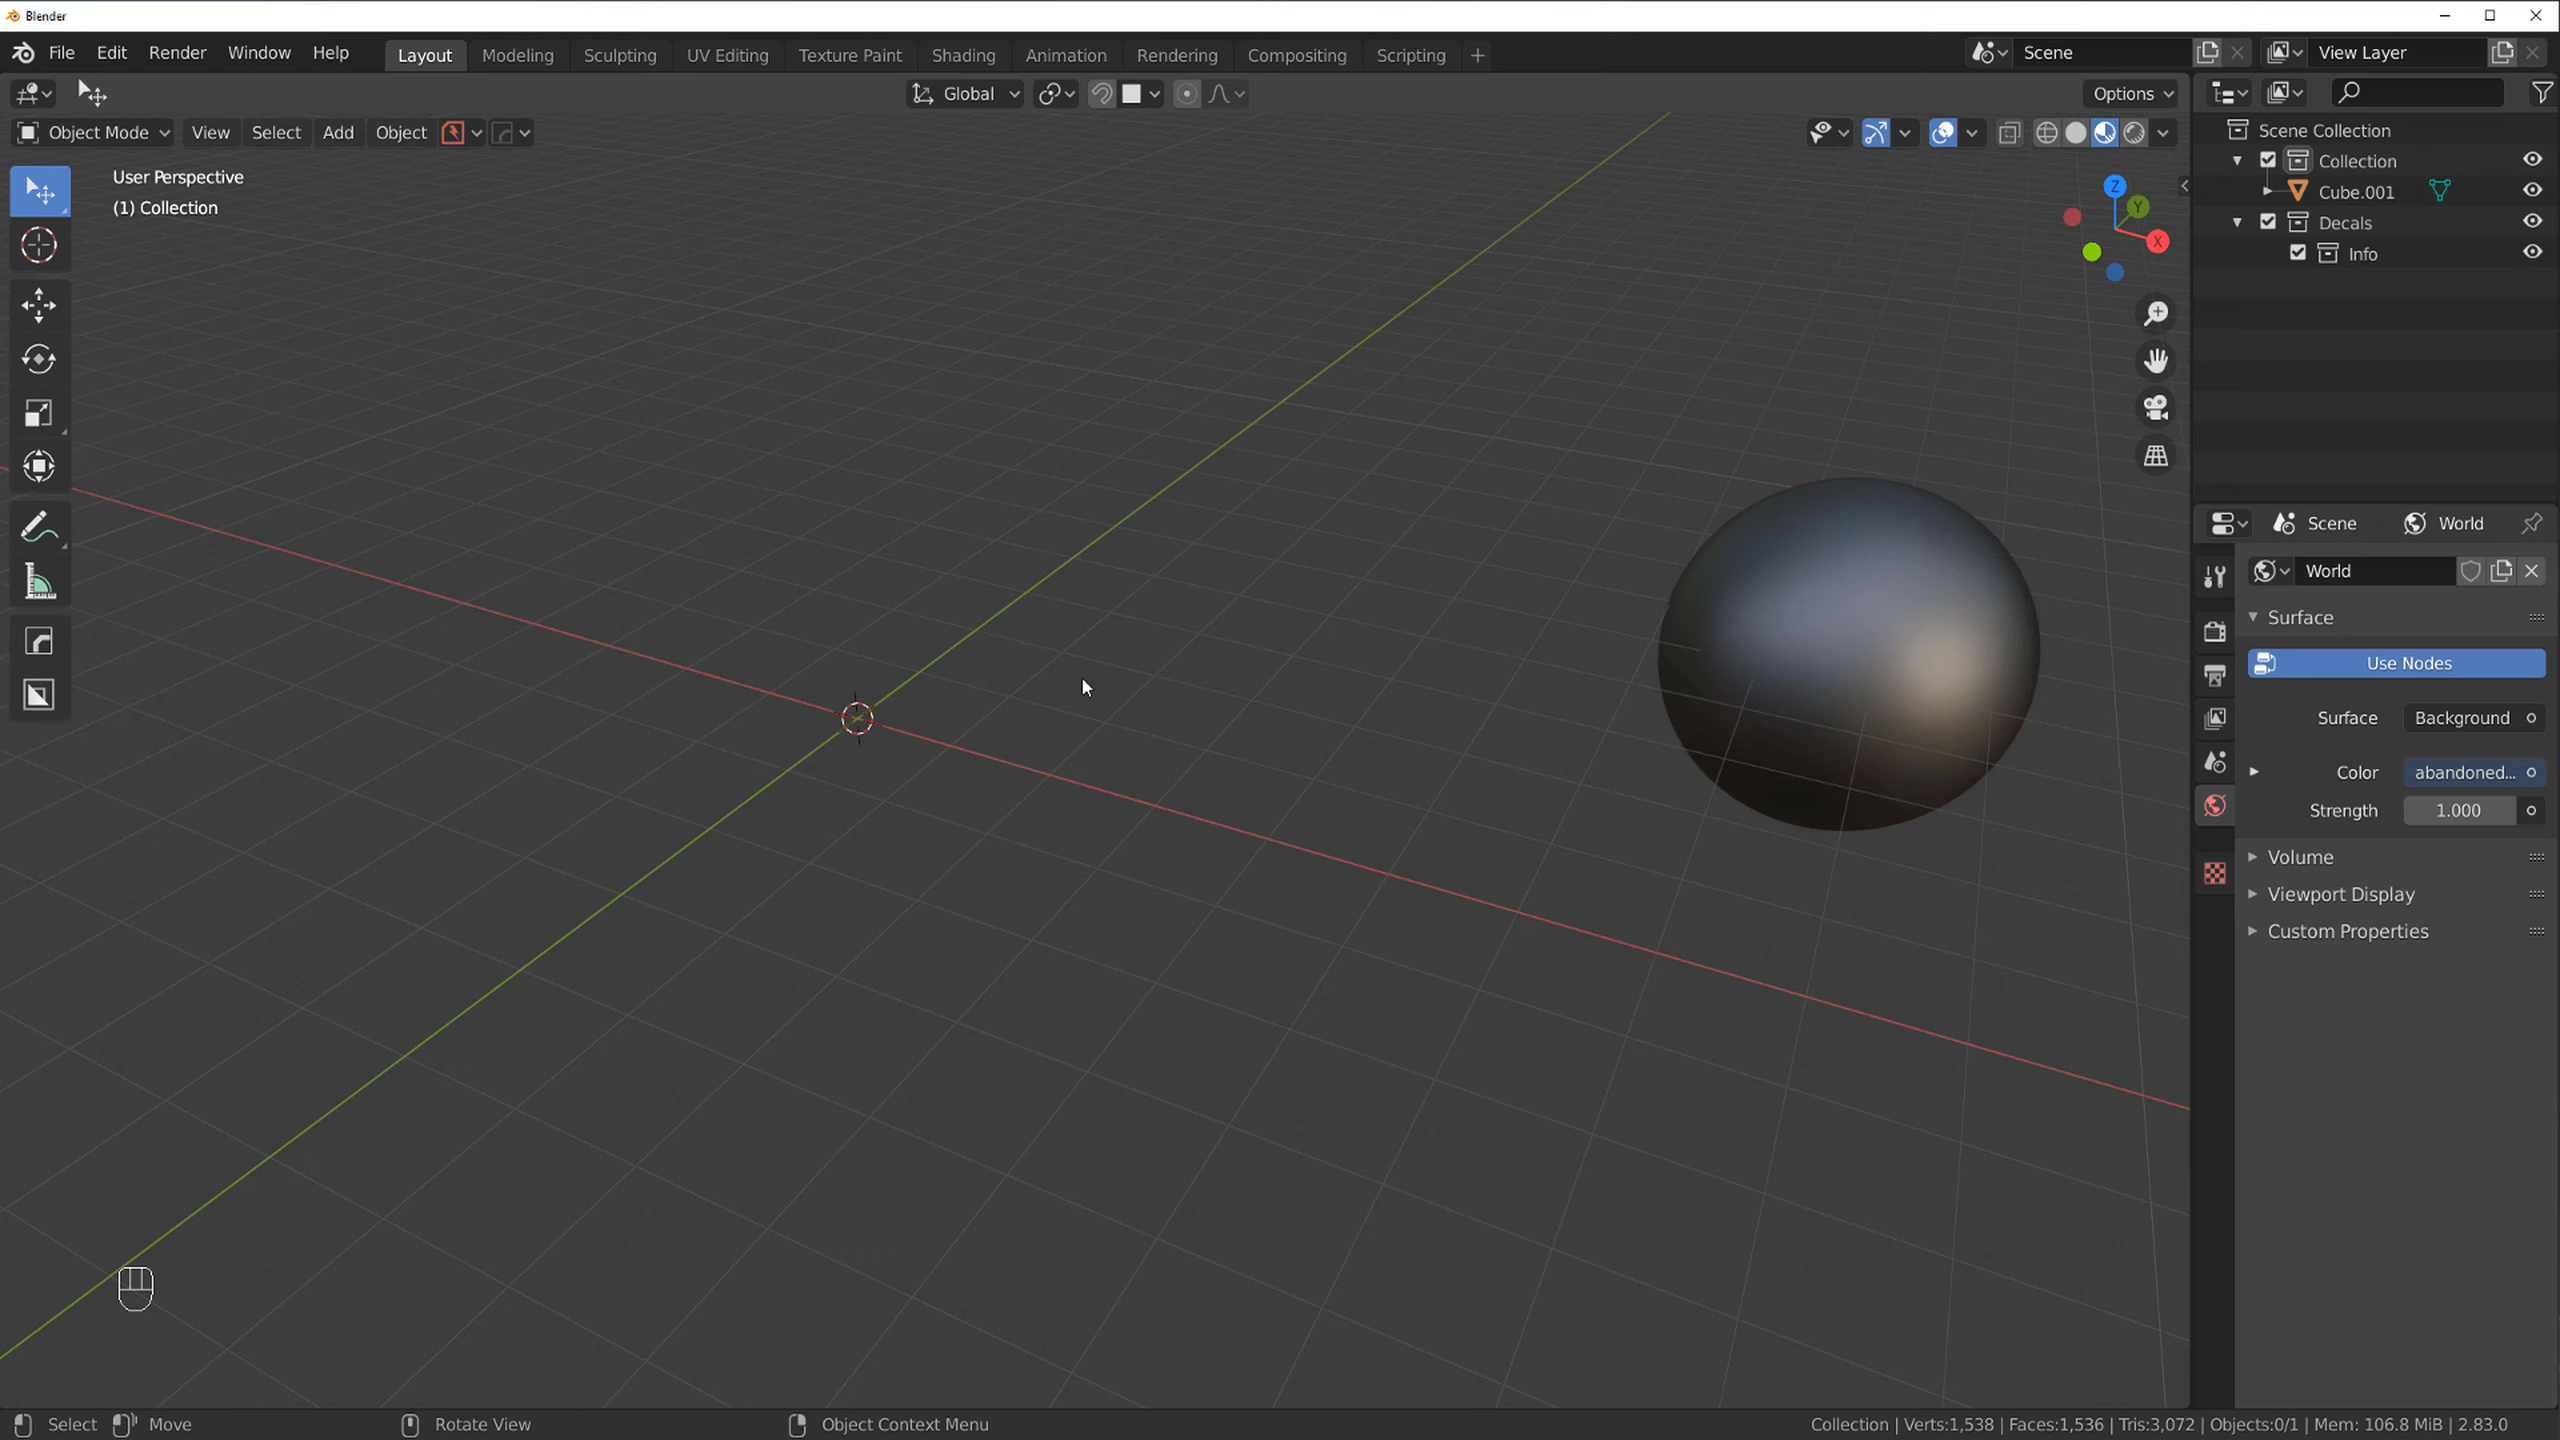 Blender
File Edit Render Window Help Layout Modeling Sculpting UV Editing Texture Paint Shading Animation Rendering Compositing Scripting + Scene View Layer
Global Options
Object Mode View Select Add Object
User Perspective
(1) Collection
Z
Y
X
Scene Collection
Collection
Cube.001
Decals
Info
Scene World
World
Surface
Use Nodes
Surface Background
Color abandoned...
Strength 1.000
Volume
Viewport Display
Custom Properties
Select Move Rotate View Object Context Menu Collection | Verts:1,538 | Faces:1,536 | Tris:3,072 | Objects:0/1 | Mem: 106.8 MiB | 2.83.0